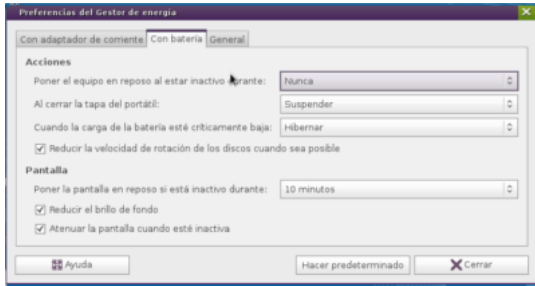 Preferencias del Gestor de energía
Con adaptador de corriente Con batería General
Acciones
Poner el equipo en reposo al estar inactivo durante: Nunca
Al cerrar la tapa del portátil: Suspender
Cuando la carga de la batería esté críticamente baja: Hibernar
Reducir la velocidad de rotación de los discos cuando sea posible
Pantalla
Poner la pantalla en reposo si está inactivo durante: 10 minutos
Reducir el brillo de fondo
Atenuar la pantalla cuando esté inactiva
Ayuda Hacer predeterminado Cerrar